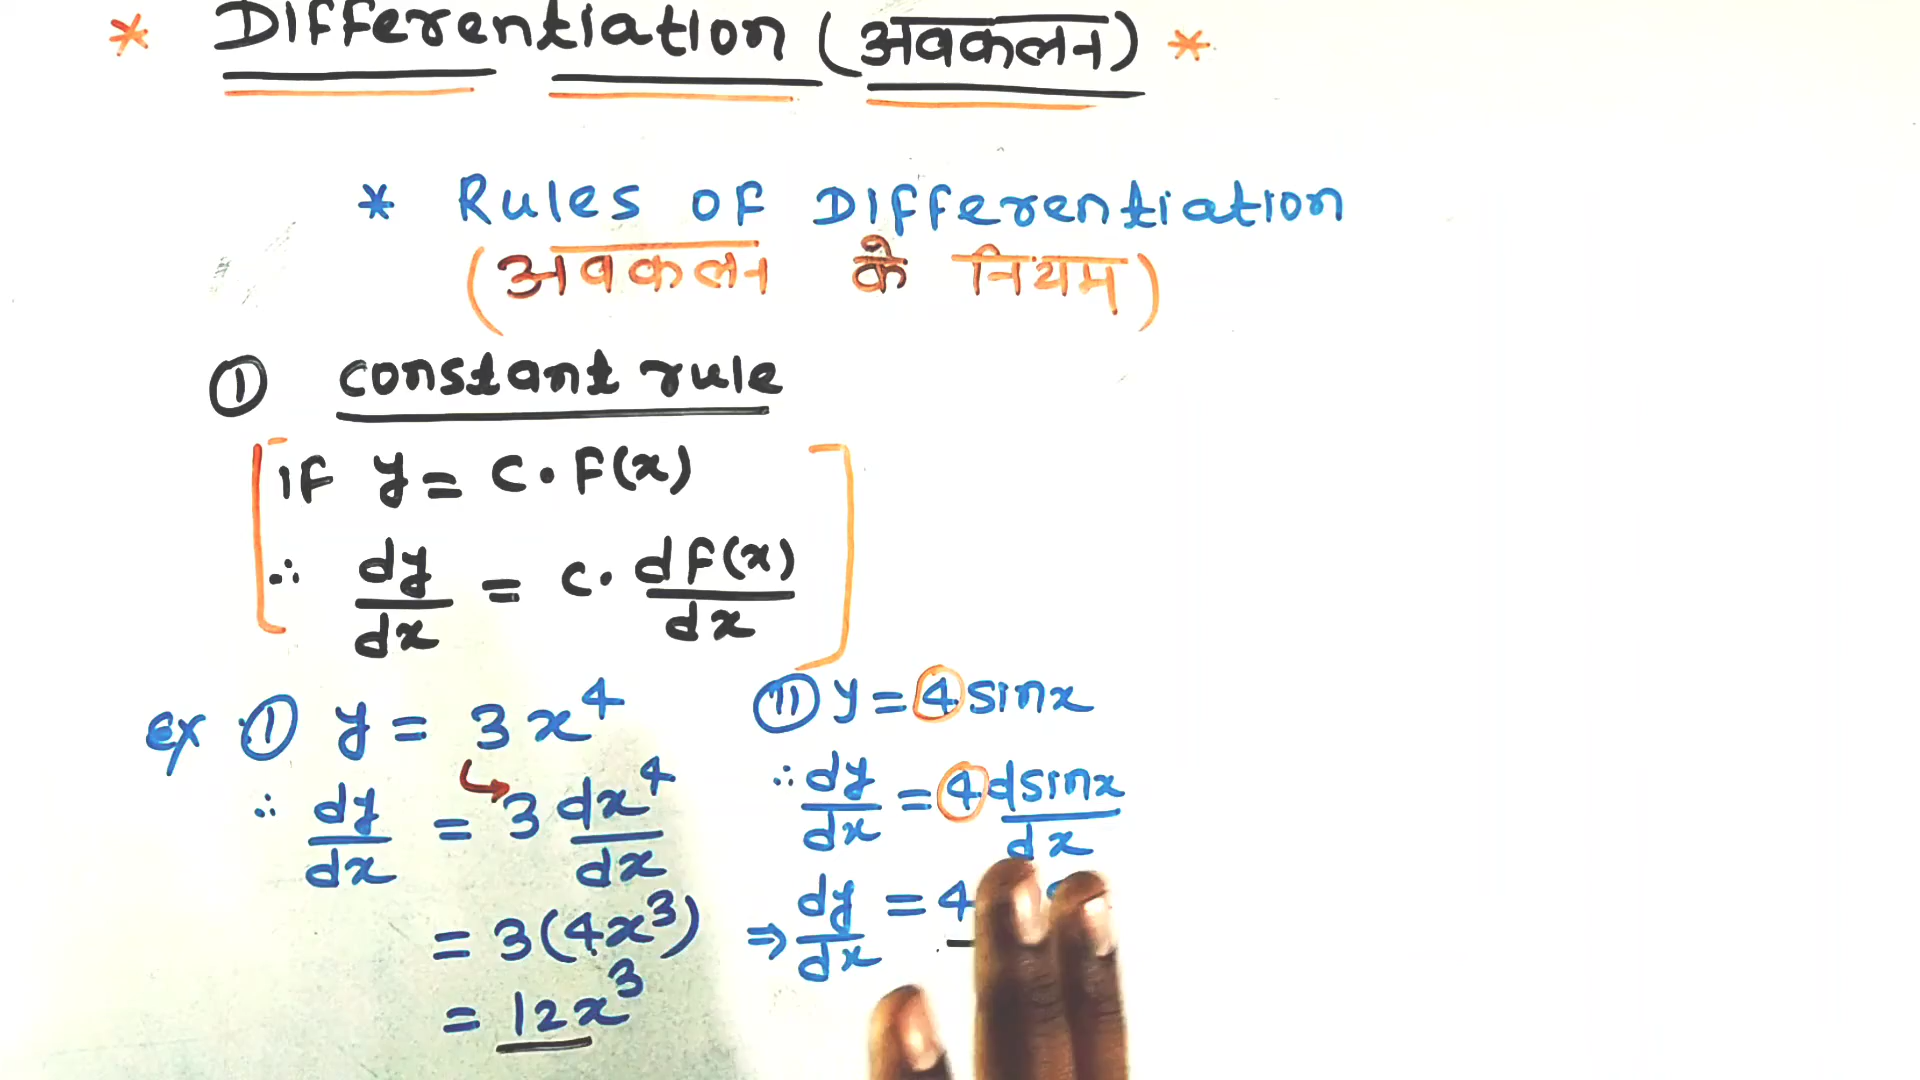 * Differentiation (अवकलन) *
* Rules of Differentiation
(अवकलन के नियम)
① constant rule
if y = c·f(x)
∴ dy/dx = c· df(x)/dx
ex ① y = 3x⁴
∴ dy/dx = 3 dx⁴/dx
= 3(4x³)
= 12x³
⑪ y = 4 sinx
∴ dy/dx = 4 dsinx/dx
⇒ dy/dx = 4